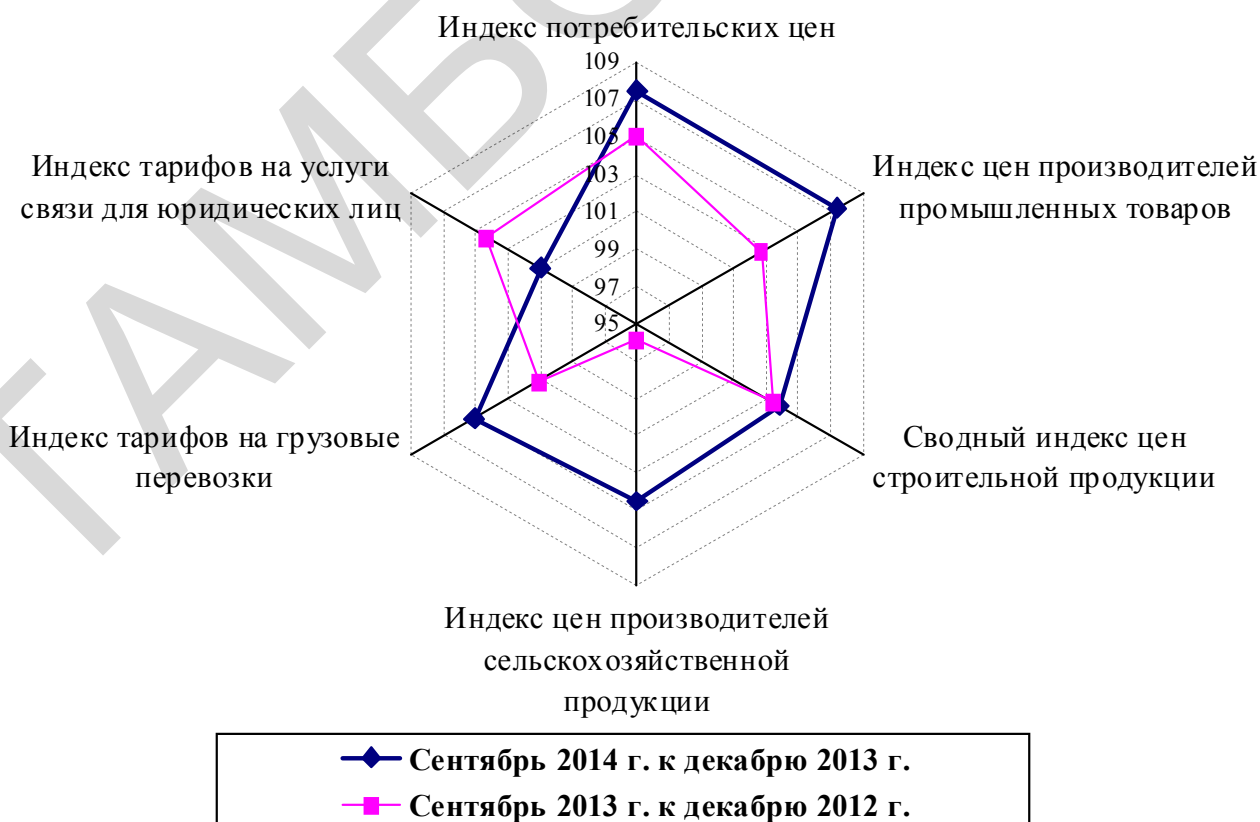 ТАМБО
Индекс потребительских цен
109
107
105
103
101
99
97
95
Индекс тарифов на услуги
связи для юридических лиц
Индекс цен производителей
промышленных товаров
Индекс тарифов на грузовые
перевозки
Сводный индекс цен
строительной продукции
Индекс цен производителей
сельскохозяйственной
продукции
Сентябрь 2014 г. к декабрю 2013 г.
Сентябрь 2013 г. к декабрю 2012 г.